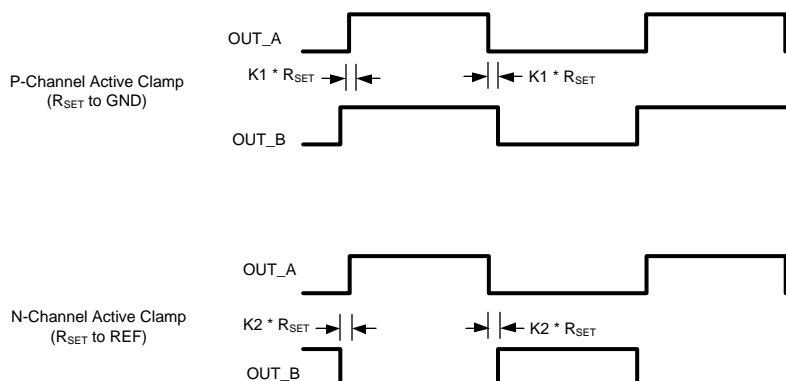 OUT_A
K1 * RSET
K1 * RSET
P-Channel Active Clamp
(RSET to GND)
OUT_B
OUT_A
N-Channel Active Clamp
(RSET to REF)
K2 * RSET
K2 * RSET
OUT_B